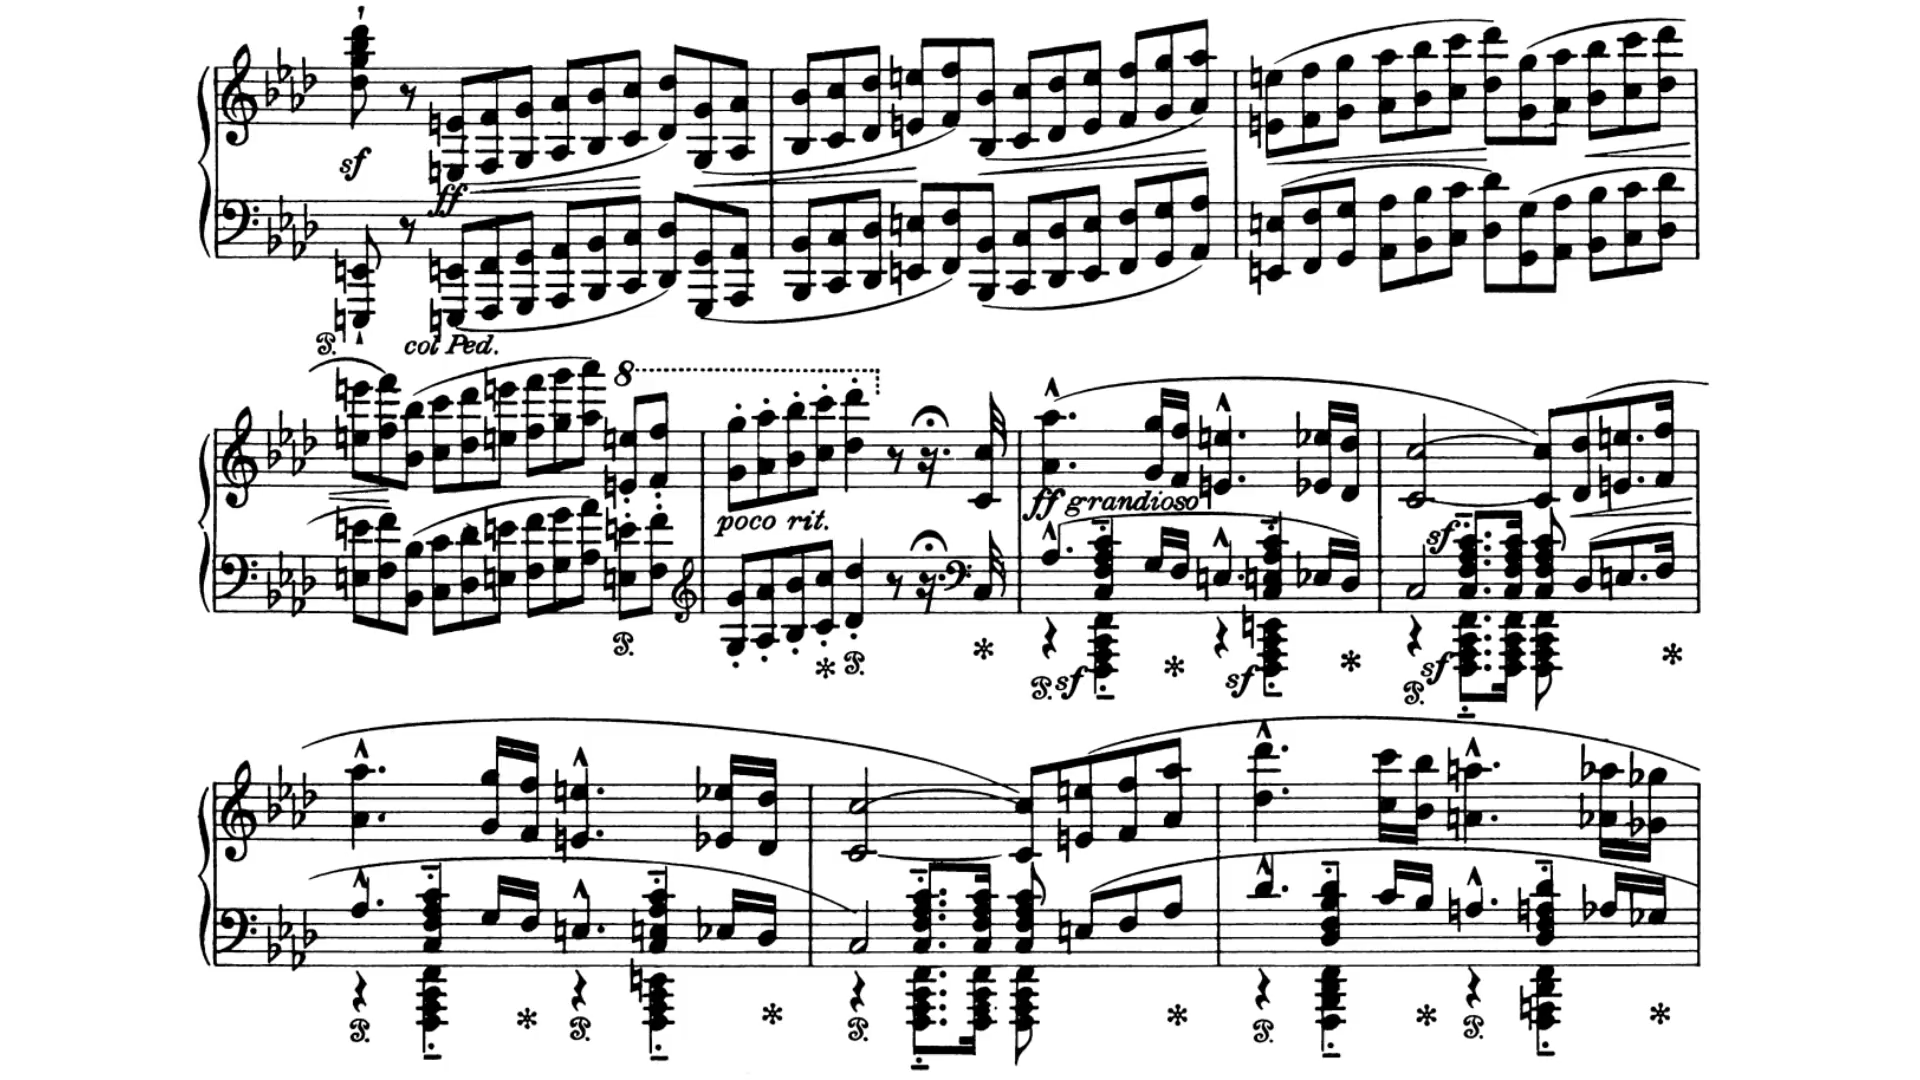 sf
ff
col Ped.
8
poco rit.
ff grandioso
sf
sf sf sf